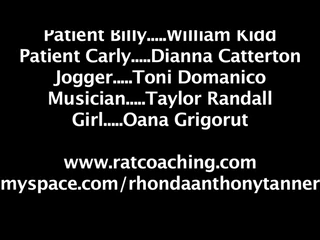 Patient Billy.....William Kidd
Patient Carly.....Dianna Catterton
Jogger.....Toni Domanico
Musician.....Taylor Randall
Girl.....Oana Grigorut
www.ratcoaching.com
myspace.com/rhondaanthonytanner